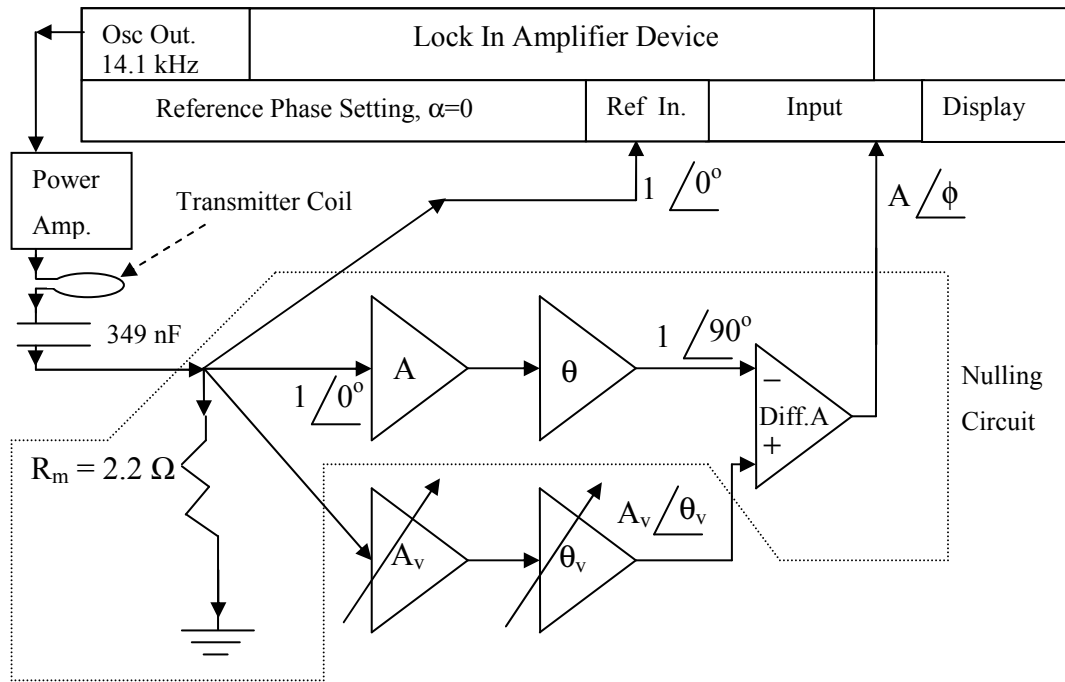 Osc Out.
14.1 kHz
Lock In Amplifier Device
Reference Phase Setting, α=0
Ref In.
Input
Display
Power
Amp.
Transmitter Coil
1 ∠0°
A ∠ϕ
349 nF
1 ∠0°
A
θ
1 ∠90°
−
Diff.A
+
Nulling
Circuit
Rm = 2.2 Ω
Av
θv
Av ∠θv